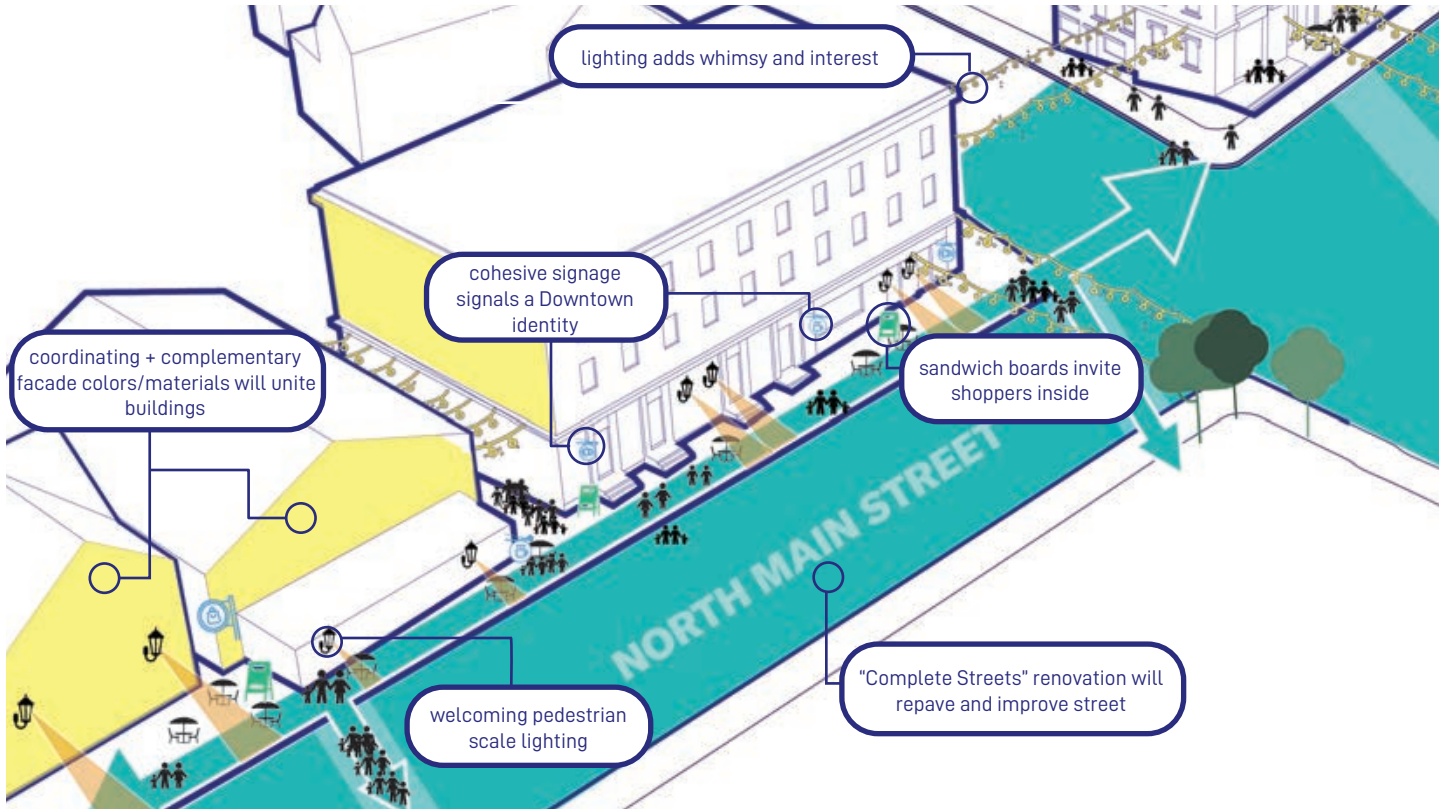 lighting adds whimsy and interest
cohesive signage
signals a Downtown
identity
coordinating + complementary
facade colors/materials will unite
buildings
sandwich boards invite
shoppers inside
NORTH MAIN STREET
"Complete Streets" renovation will
repave and improve street
welcoming pedestrian
scale lighting